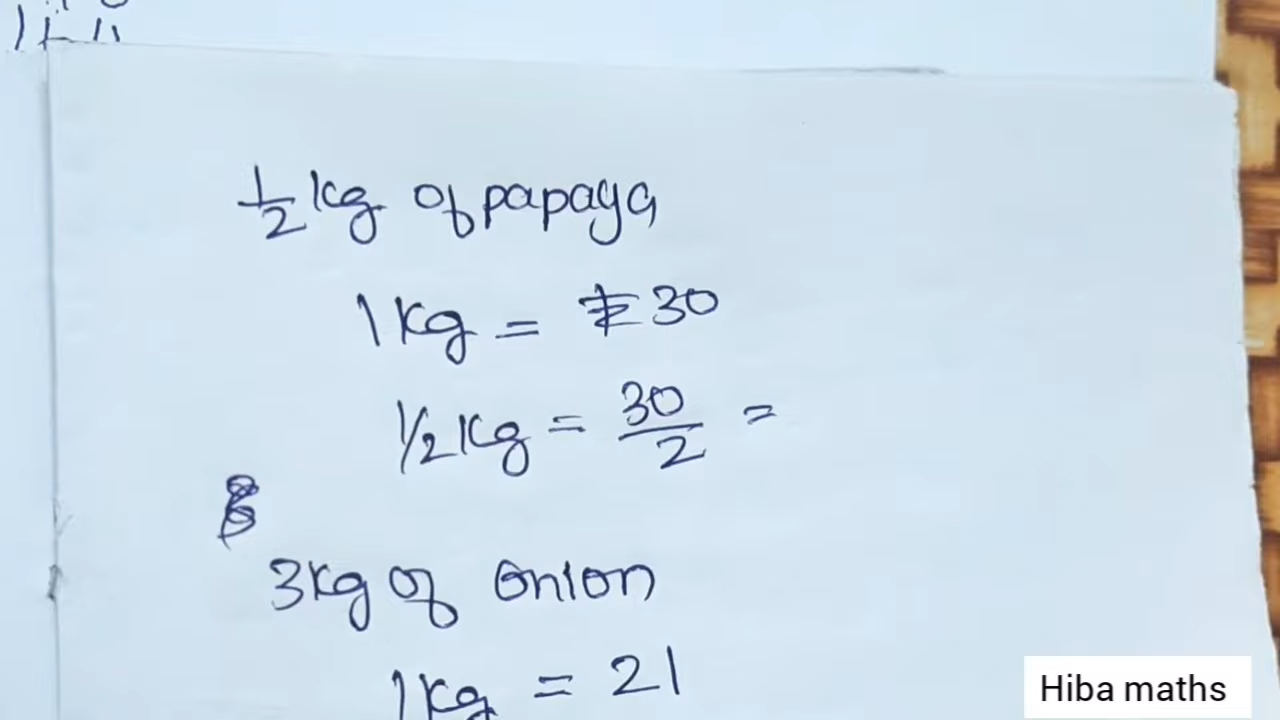 1/2 kg of papaya
1 kg = ₹ 30
1/2 kg = 30/2 =
3 kg of Onion
1 kg = 21
Hiba maths